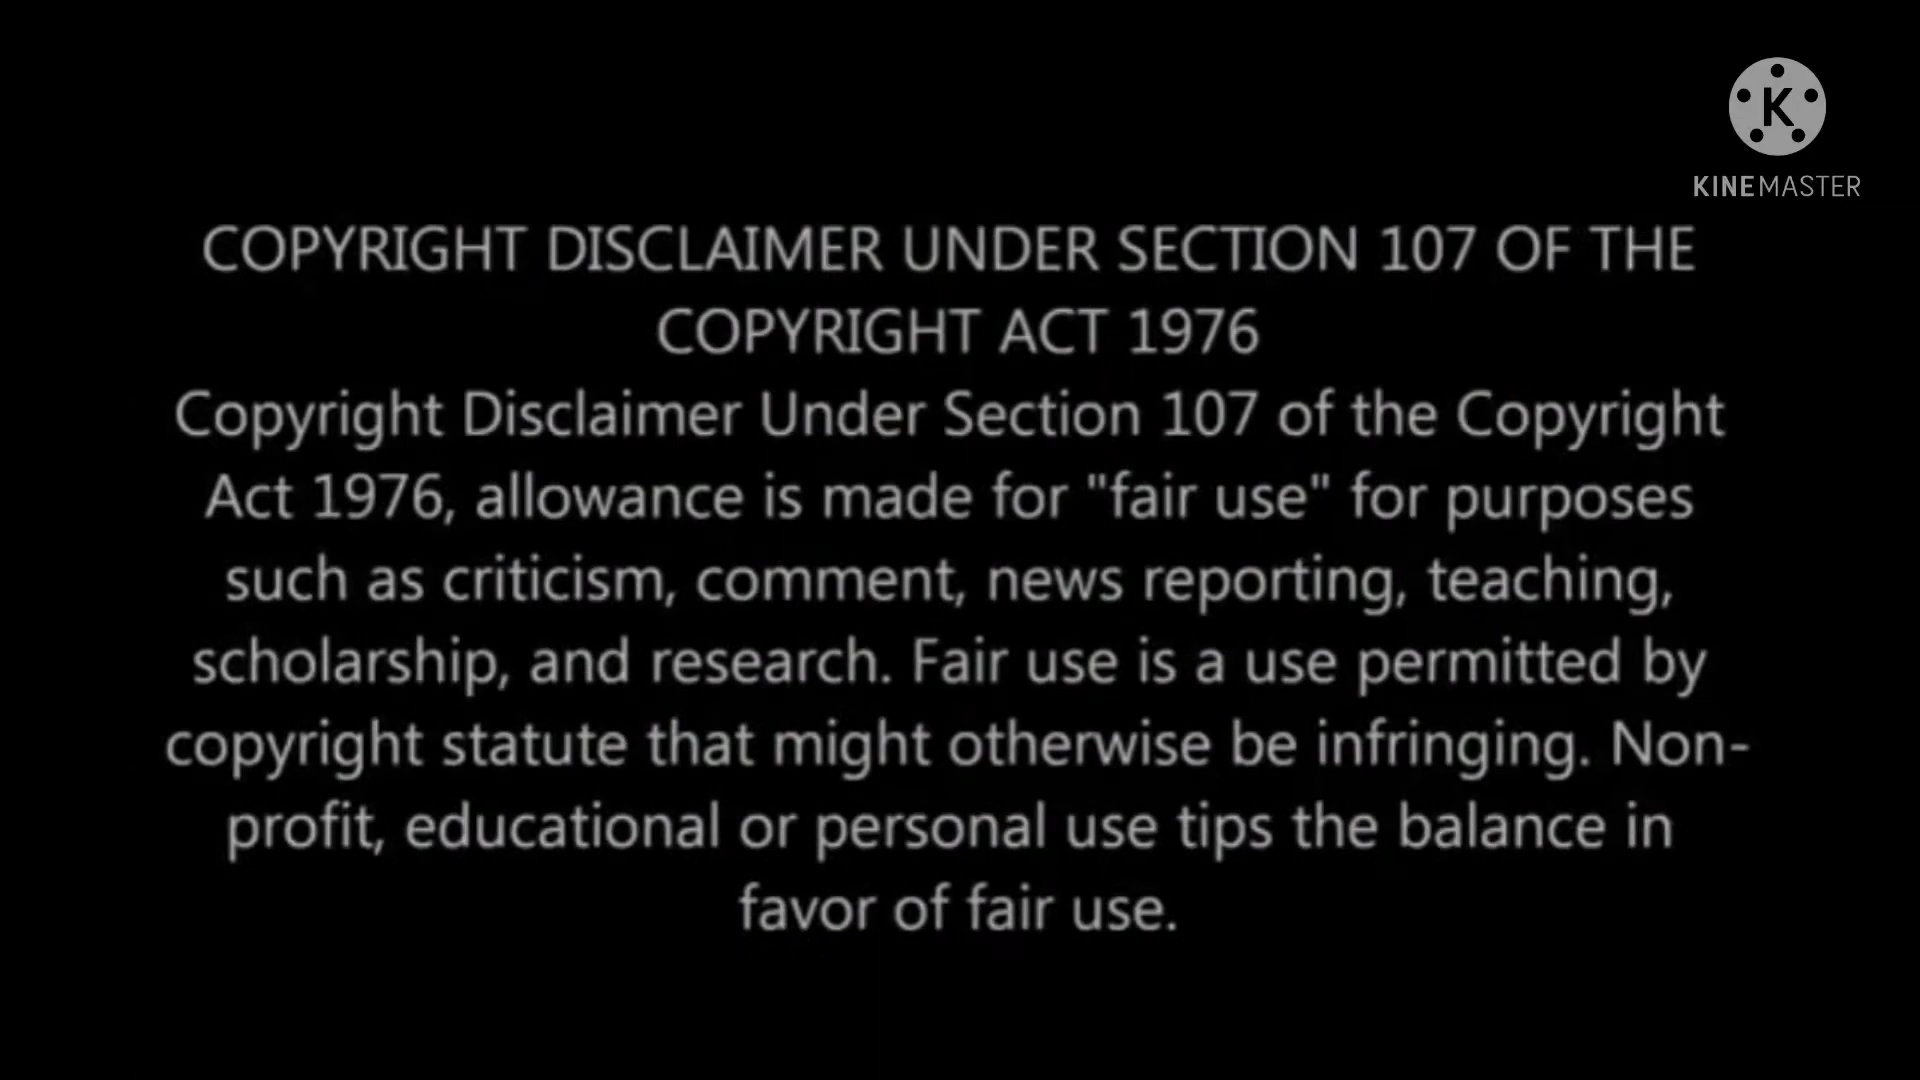 K
KINEMASTER
COPYRIGHT DISCLAIMER UNDER SECTION 107 OF THE
COPYRIGHT ACT 1976
Copyright Disclaimer Under Section 107 of the Copyright
Act 1976, allowance is made for "fair use" for purposes
such as criticism, comment, news reporting, teaching,
scholarship, and research. Fair use is a use permitted by
copyright statute that might otherwise be infringing. Non-
profit, educational or personal use tips the balance in
favor of fair use.